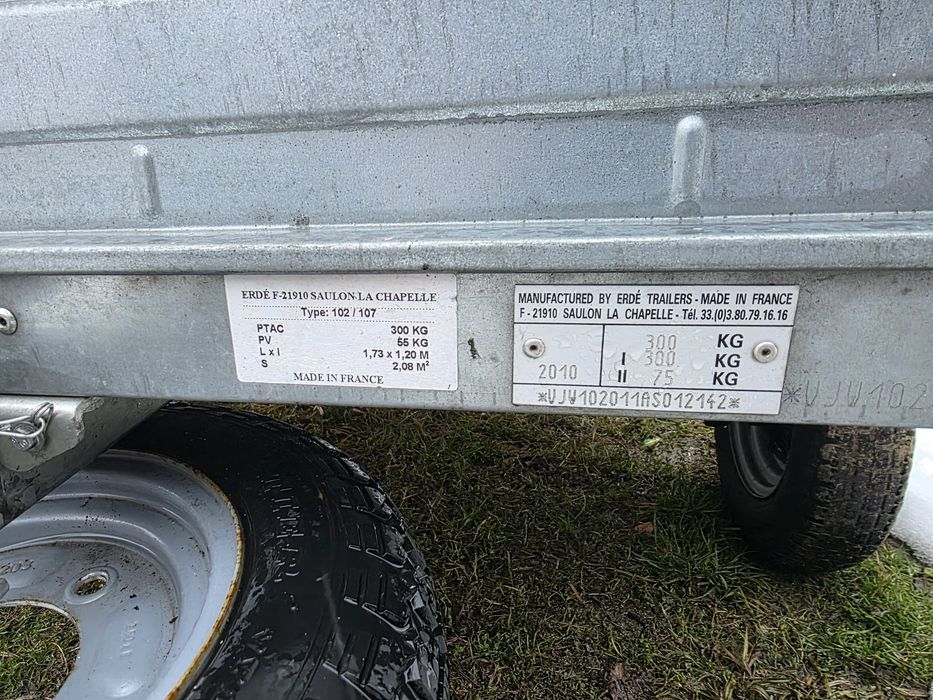 ERDÉ F-21910 SAULON-LA CHAPELLE
Type: 102 / 107
PTAC 300 KG
PV 55 KG
L x l 1,73 x 1,20 M
S 2,08 M²
MADE IN FRANCE
MANUFACTURED BY ERDÉ TRAILERS - MADE IN FRANCE
F - 21910 SAULON LA CHAPELLE - Tél. 33.(0)3.80.79.16.16
300 KG
I 300 KG
2010 II 75 KG
*VJW102011AS012142*
*VJW102